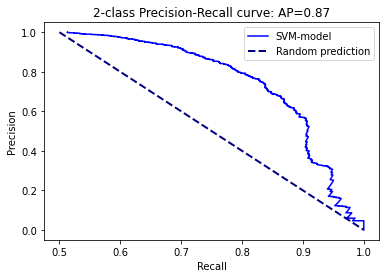 2-class Precision-Recall curve: AP=0.87
SVM-model
Random prediction
1.0
0.8
0.6
0.4
0.2
0.0
Precision
0.5 0.6 0.7 0.8 0.9 1.0
Recall